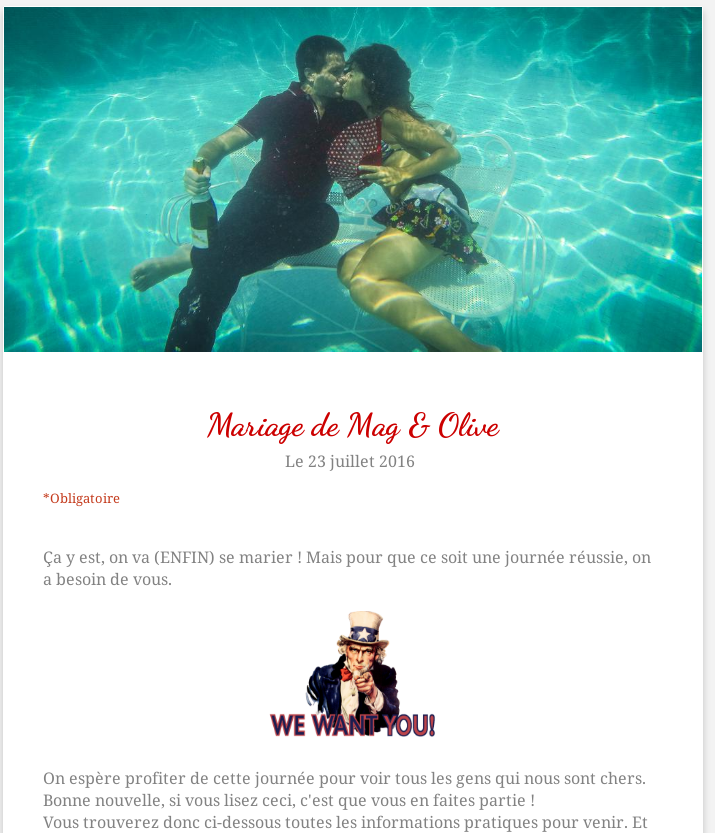 Mariage de Mag & Olive
Le 23 juillet 2016
*Obligatoire
Ça y est, on va (ENFIN) se marier ! Mais pour que ce soit une journée réussie, on
a besoin de vous.
WE WANT YOU!
On espère profiter de cette journée pour voir tous les gens qui nous sont chers.
Bonne nouvelle, si vous lisez ceci, c'est que vous en faites partie !
Vous trouverez donc ci-dessous toutes les informations pratiques pour venir. Et